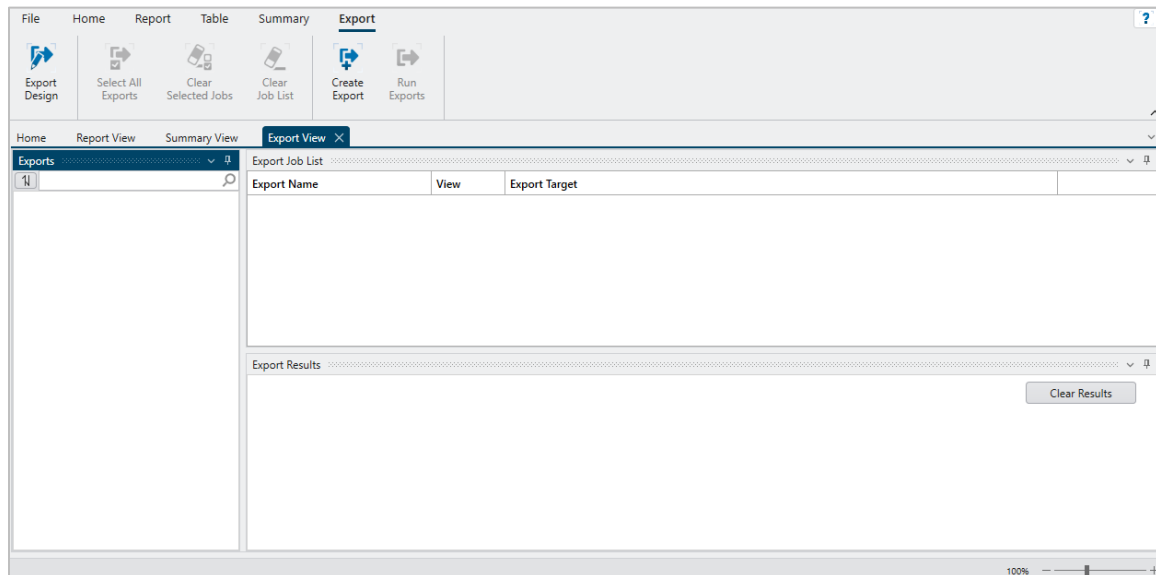 File Home Report Table Summary Export ?
Export Design
Select All Exports
Clear Selected Jobs
Clear Job List
Create Export
Run Exports
Home Report View Summary View Export View
Exports
Export Job List
Export Name View Export Target
Export Results
Clear Results
100%